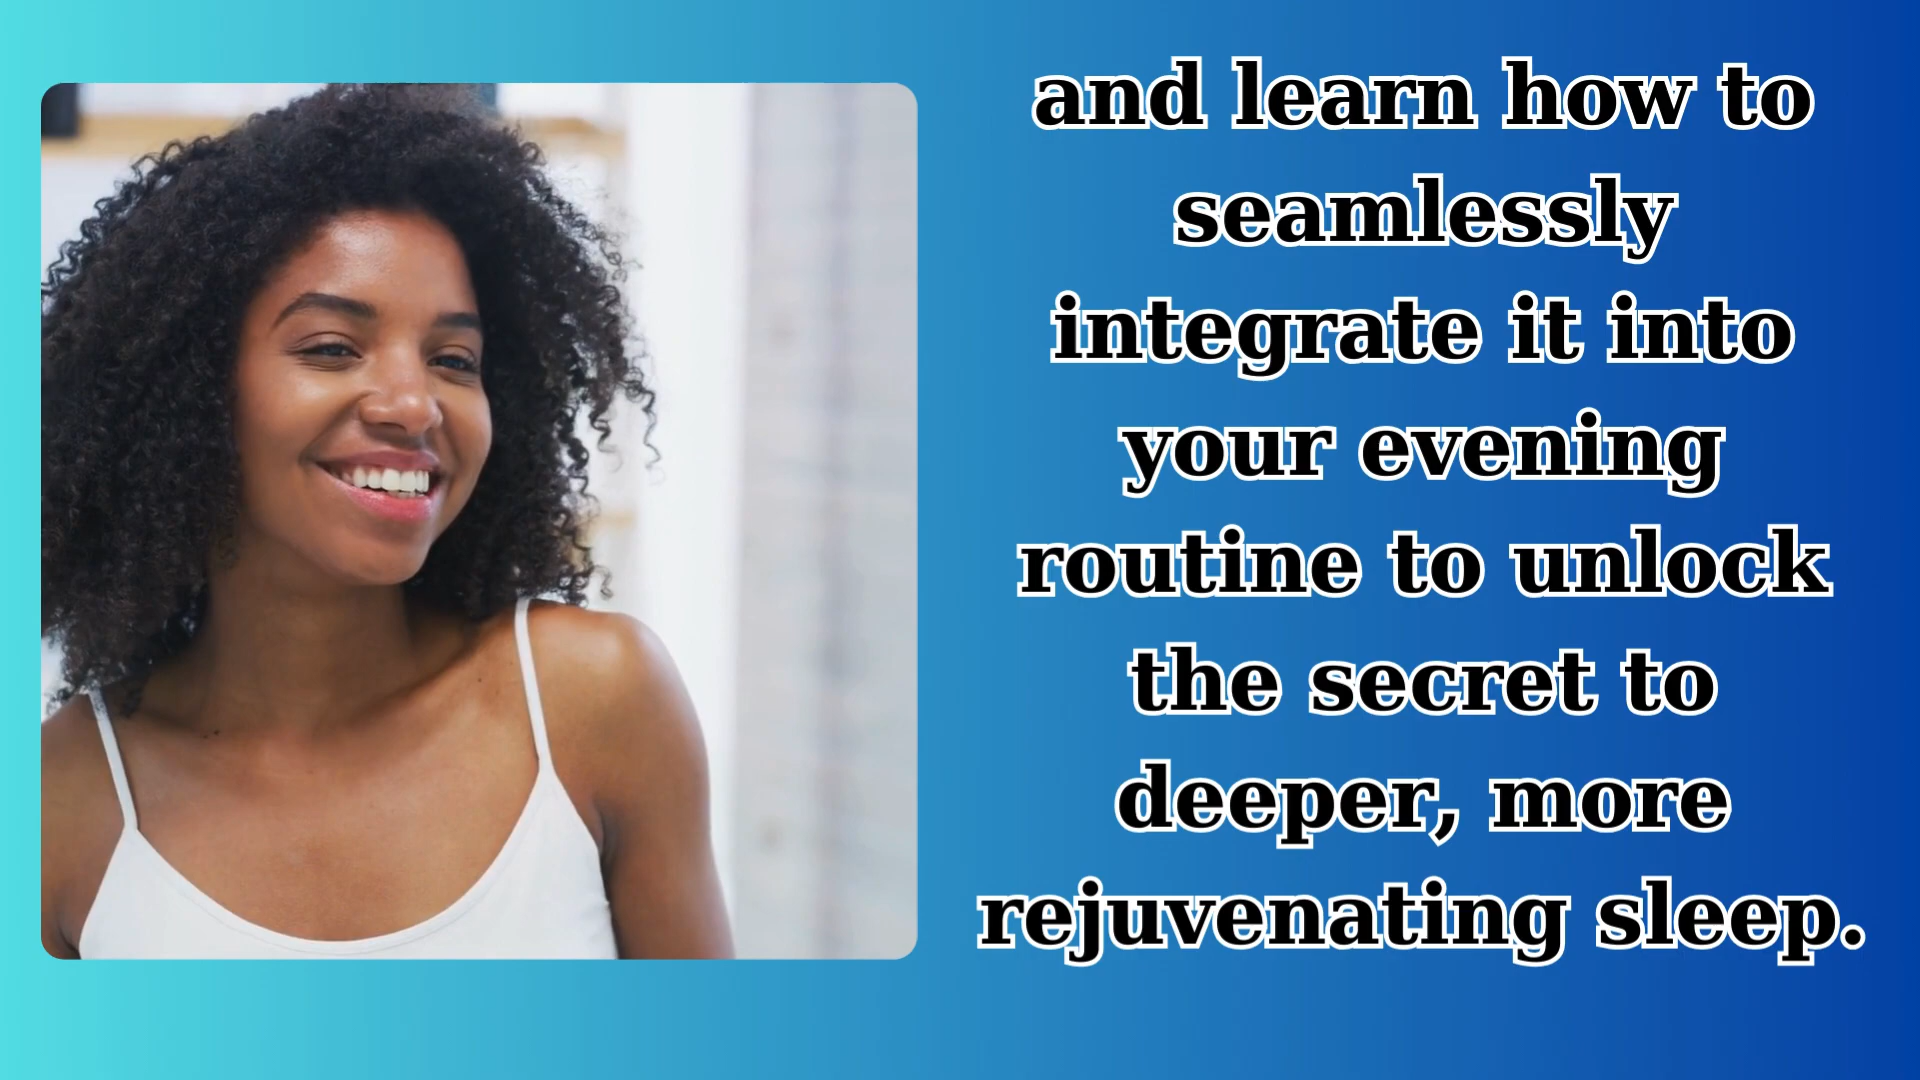 and learn how to
seamlessly
integrate it into
your evening
routine to unlock
the secret to
deeper, more
rejuvenating sleep.